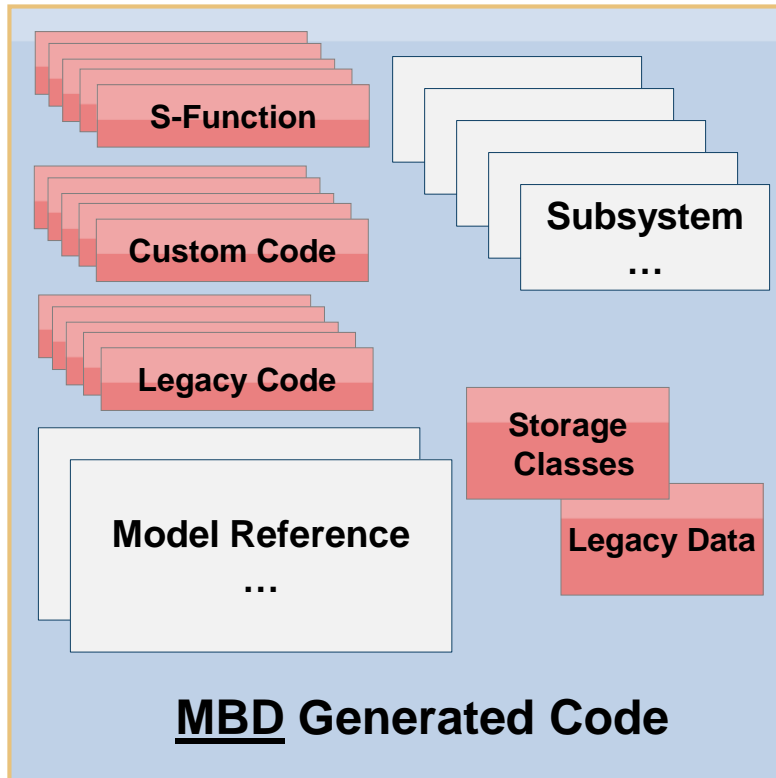 S-Function
Custom Code
Legacy Code
Subsystem
...
Storage
Classes
Legacy Data
Model Reference
...
MBD Generated Code